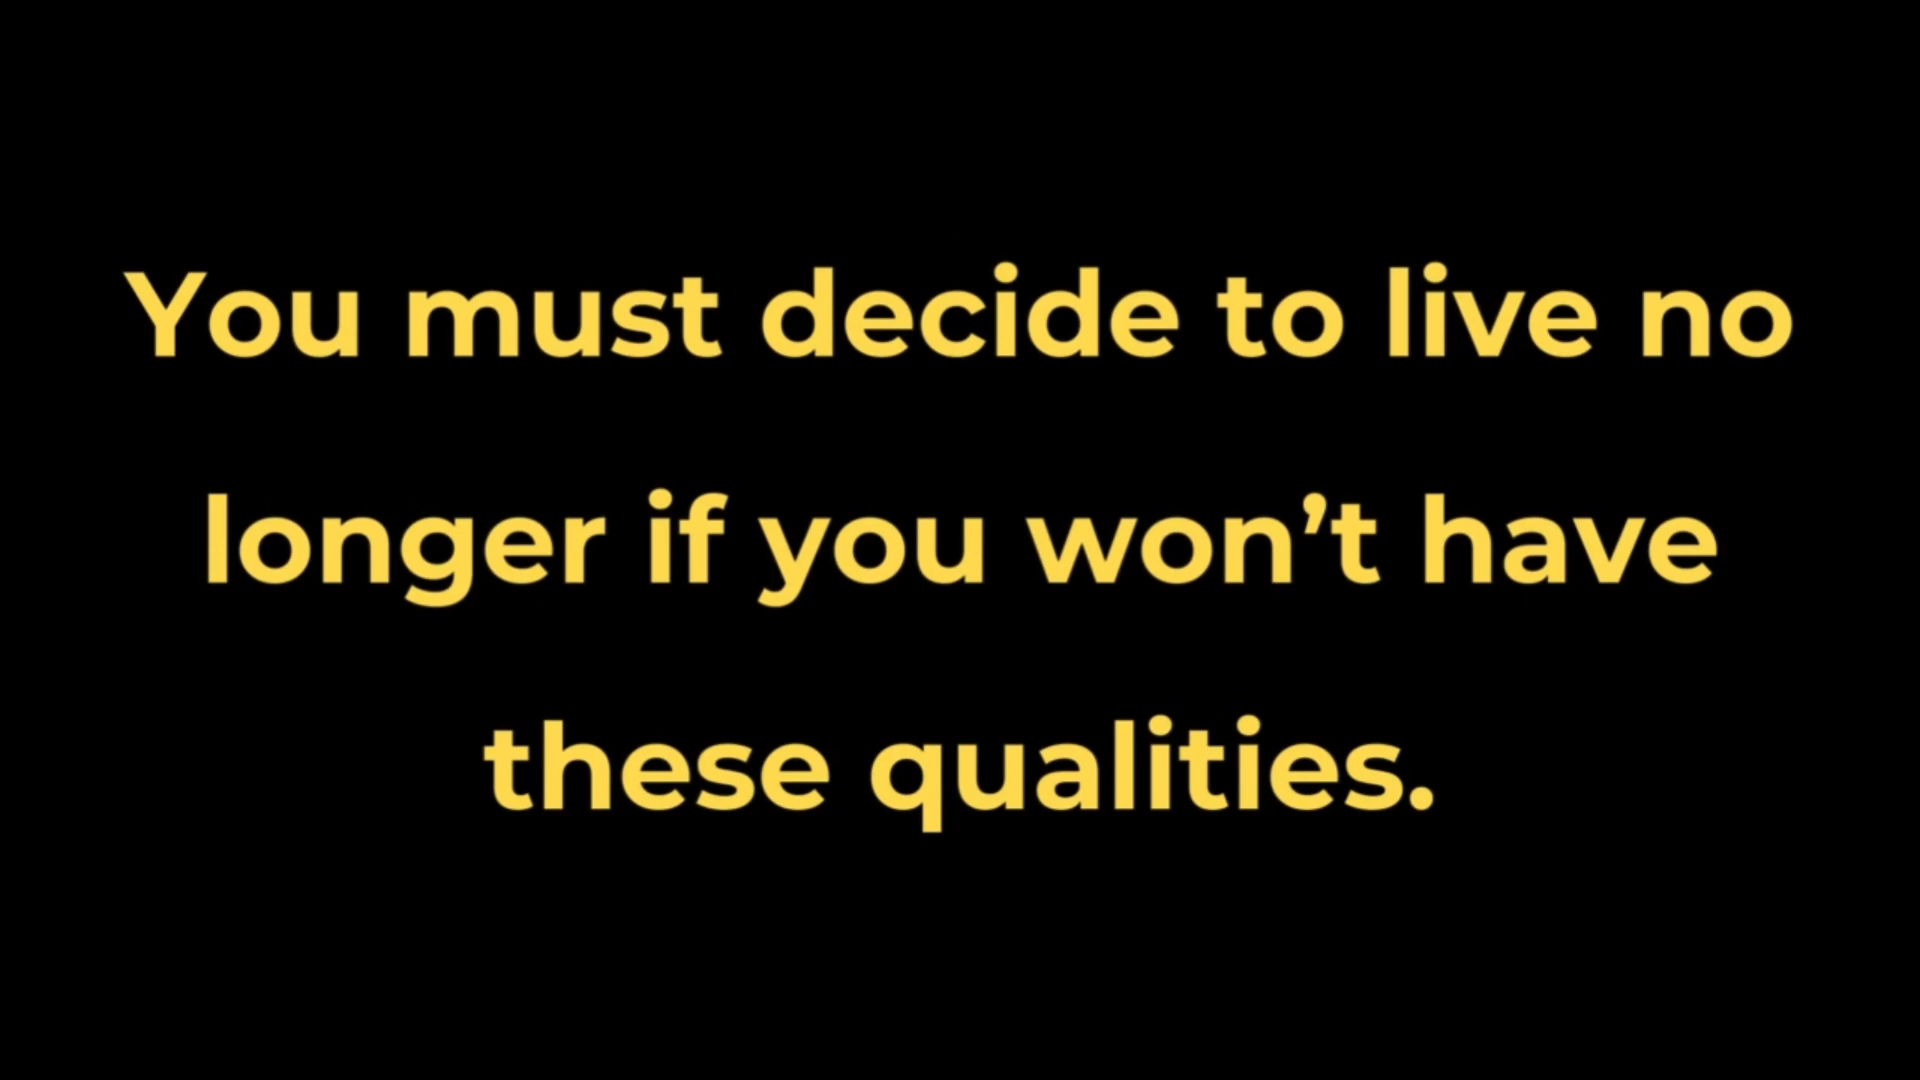 You must decide to live no
longer if you won’t have
these qualities.